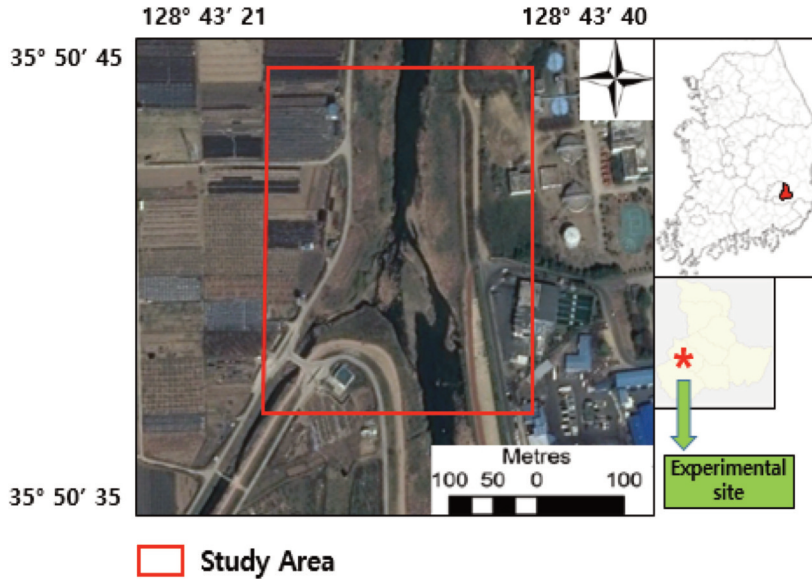 128° 43’ 21
128° 43’ 40
35° 50’ 45
Metres
100 50 0 100
Experimental
site
35° 50’ 35
Study Area